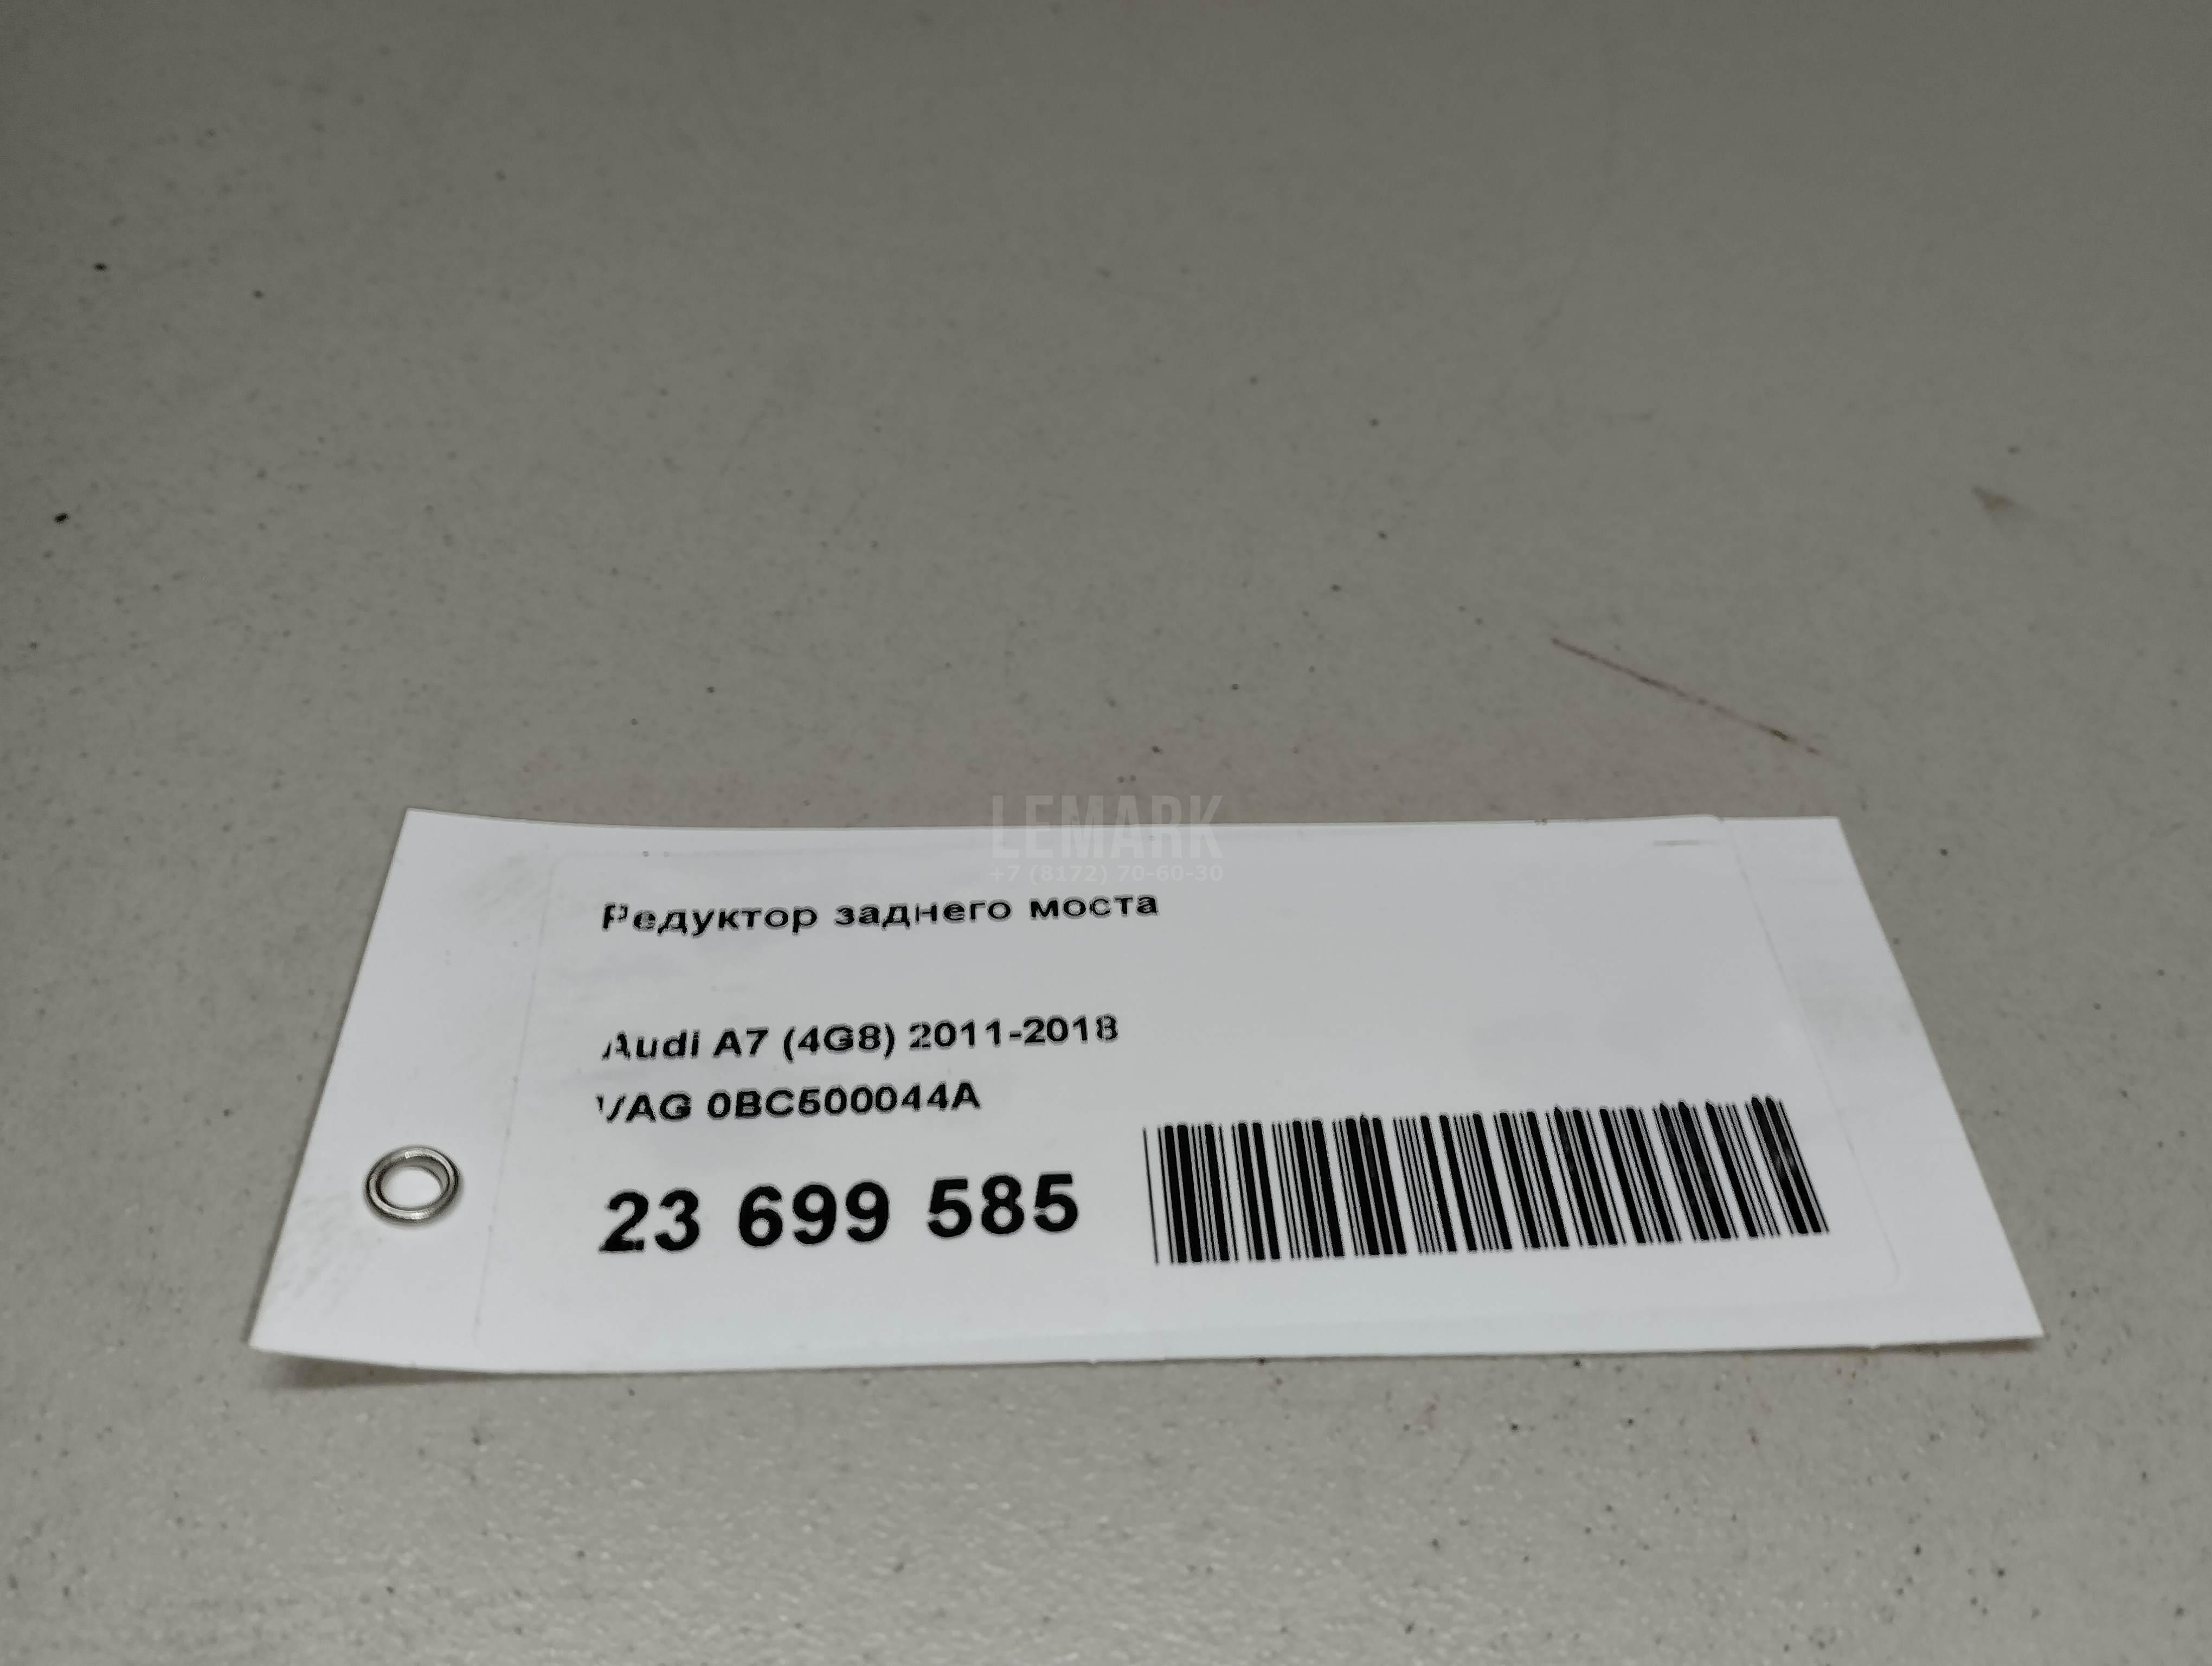 LEMARK
+7 (8172) 70-60-30
Редуктор заднего моста
Audi A7 (4G8) 2011-2018
VAG 0BC500044A
23 699 585